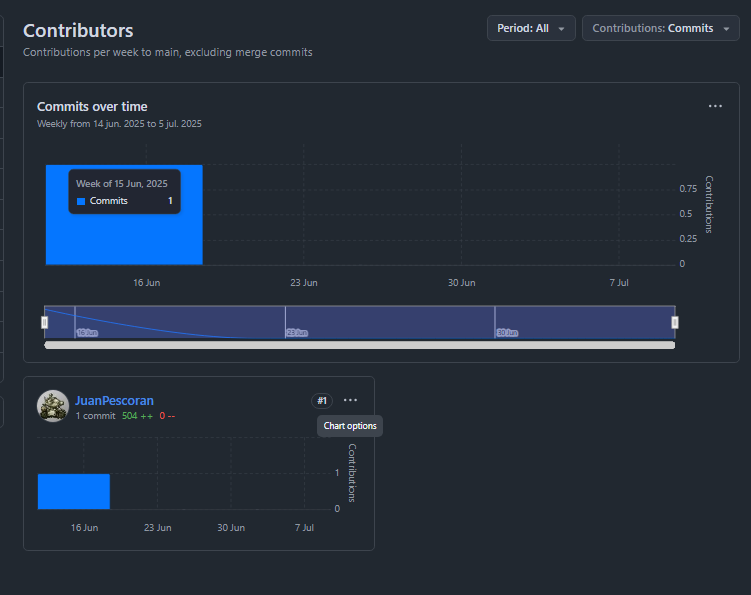 Contributors
Period: All
Contributions: Commits
Contributions per week to main, excluding merge commits
Commits over time
Weekly from 14 jun. 2025 to 5 jul. 2025
Week of 15 Jun, 2025
Commits 1
0.75
0.5
0.25
0
Contributions
16 Jun 23 Jun 30 Jun 7 Jul
16 Jun 23 Jun 30 Jun
JuanPescoran
#1
1 commit 504 ++ 0 --
Chart options
1
0
Contributions
16 Jun 23 Jun 30 Jun 7 Jul